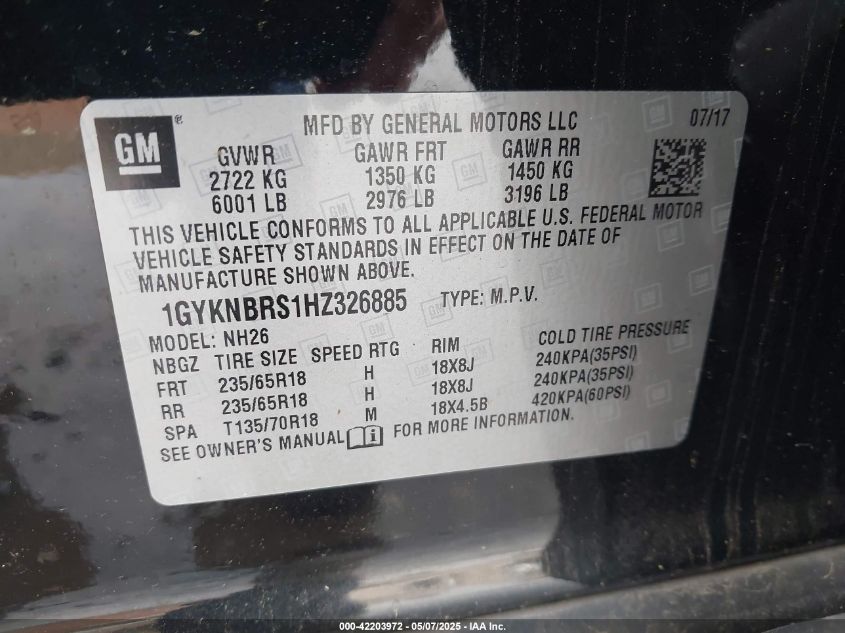 GM ®
MFD BY GENERAL MOTORS LLC 07/17
GVWR GAWR FRT GAWR RR
2722 KG 1350 KG 1450 KG
6001 LB 2976 LB 3196 LB
THIS VEHICLE CONFORMS TO ALL APPLICABLE U.S. FEDERAL MOTOR
VEHICLE SAFETY STANDARDS IN EFFECT ON THE DATE OF
MANUFACTURE SHOWN ABOVE.
1GYKNBRS1HZ326885 TYPE: M.P.V.
MODEL: NH26
NBGZ TIRE SIZE SPEED RTG RIM COLD TIRE PRESSURE
FRT 235/65R18 H 18X8J 240KPA(35PSI)
RR 235/65R18 H 18X8J 240KPA(35PSI)
SPA T135/70R18 M 18X4.5B 420KPA(60PSI)
SEE OWNER'S MANUAL FOR MORE INFORMATION.
000-42203972 - 05/07/2025 - IAA Inc.